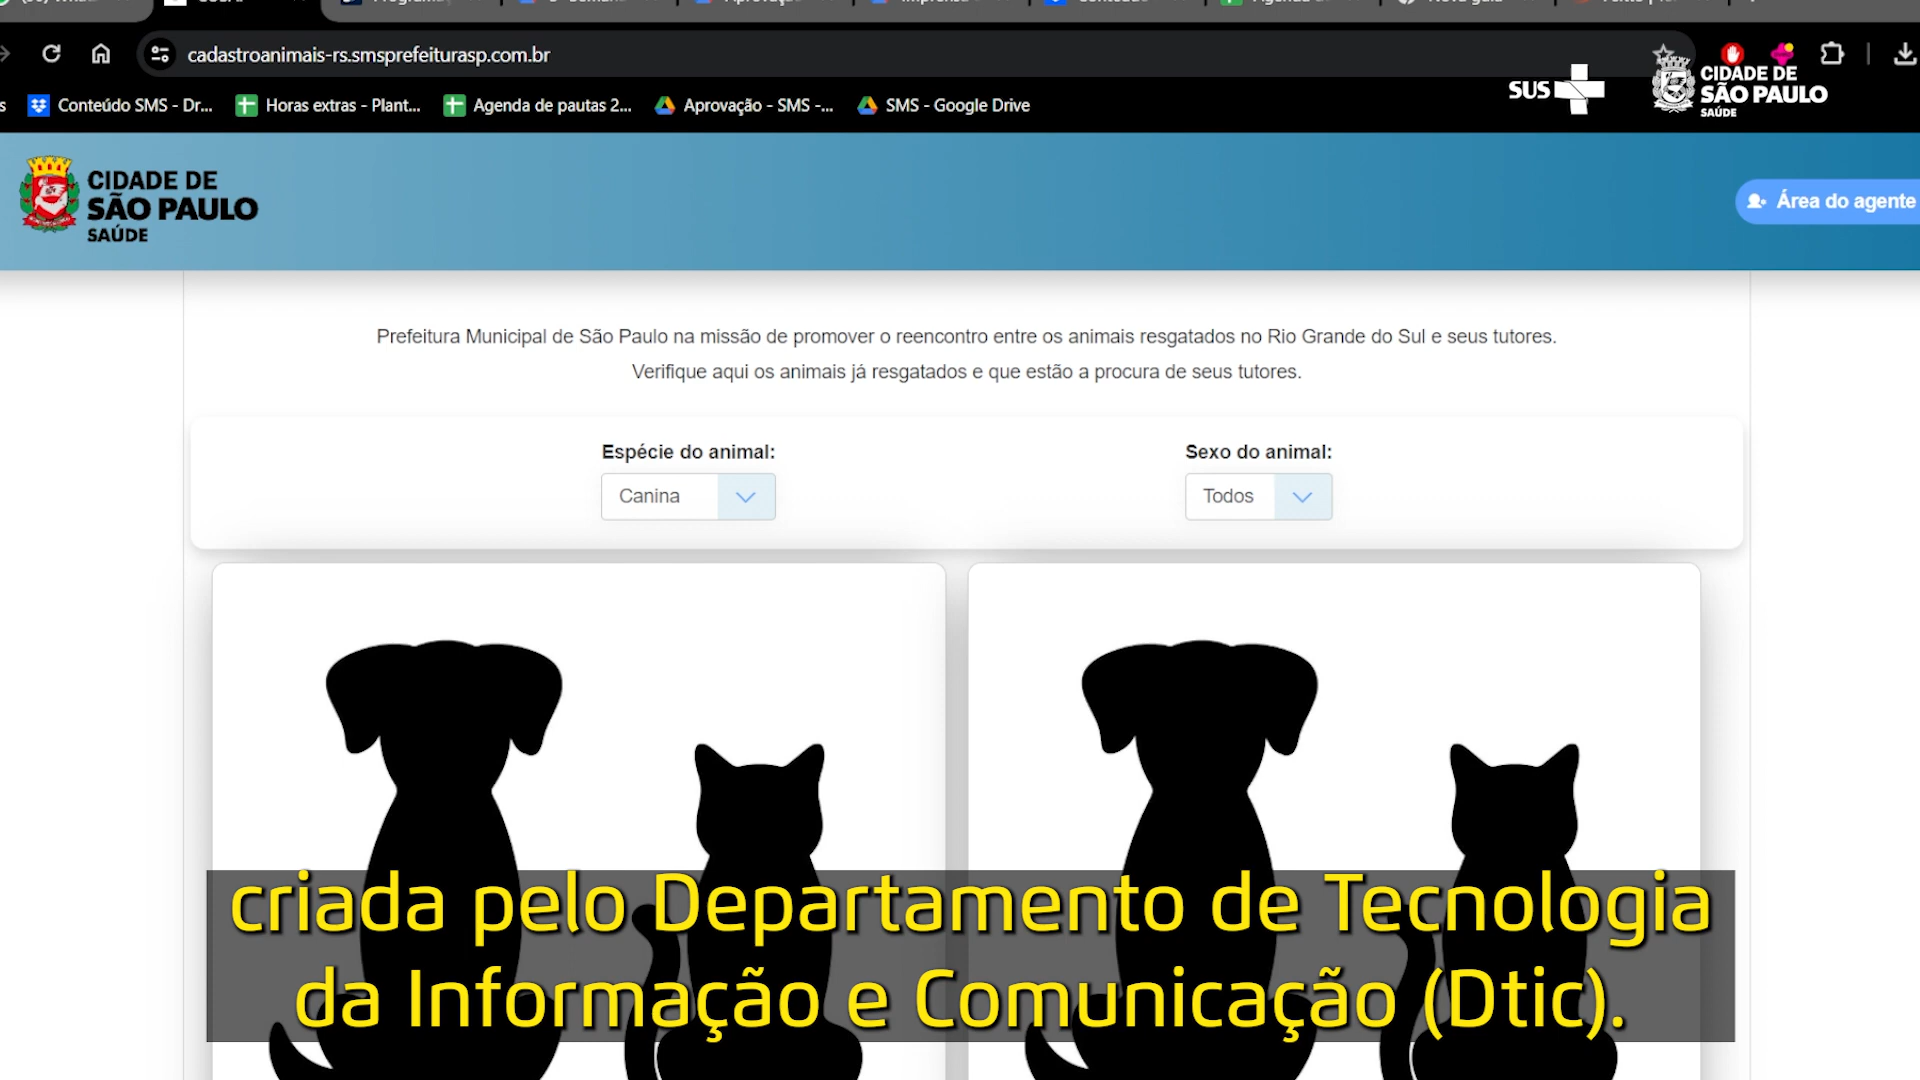 cadastroanimais-rs.smsprefeiturasp.com.br
Conteúdo SMS - Dr...
Horas extras - Plant...
Agenda de pautas 2...
Aprovação - SMS -...
SMS - Google Drive
SUS
CIDADE DE
SÃO PAULO
SAÚDE
CIDADE DE
SÃO PAULO
SAÚDE
Área do agente
Prefeitura Municipal de São Paulo na missão de promover o reencontro entre os animais resgatados no Rio Grande do Sul e seus tutores.
Verifique aqui os animais já resgatados e que estão a procura de seus tutores.
Espécie do animal:
Sexo do animal:
Canina
Todos
criada pelo Departamento de Tecnologia
da Informação e Comunicação (Dtic).